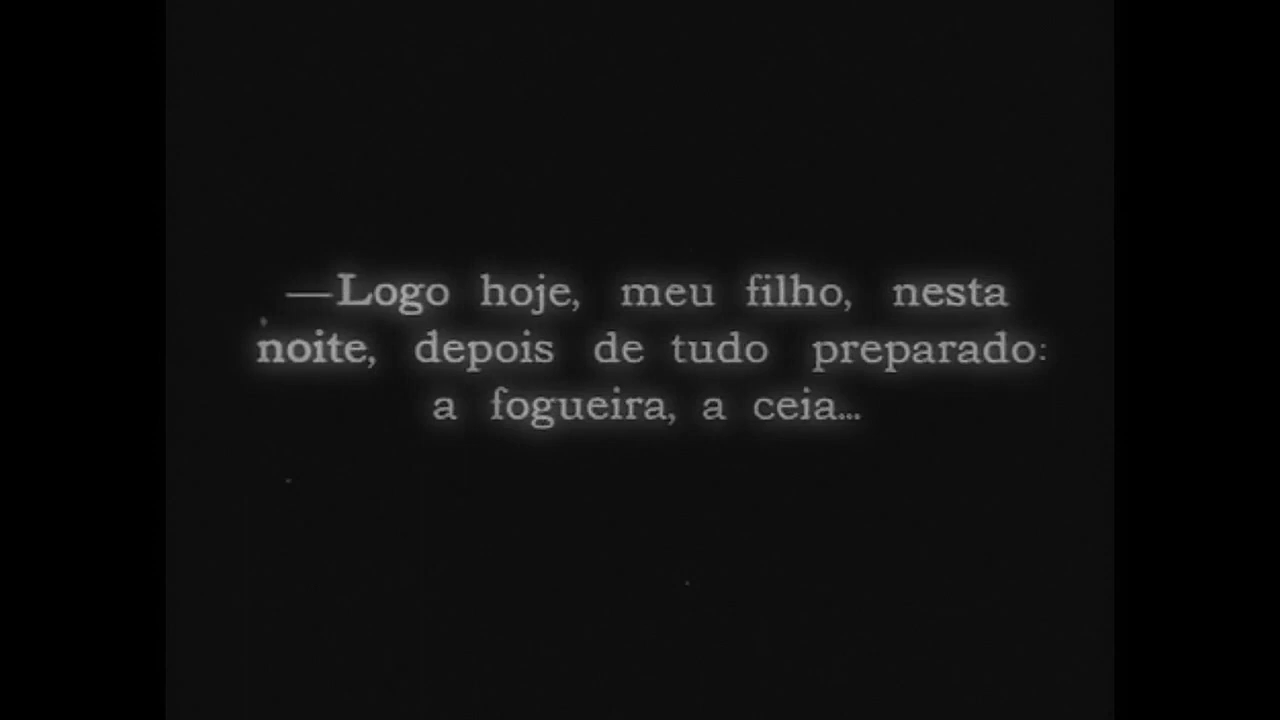 —Logo hoje, meu filho, nesta
noite, depois de tudo preparado:
a fogueira, a ceia...